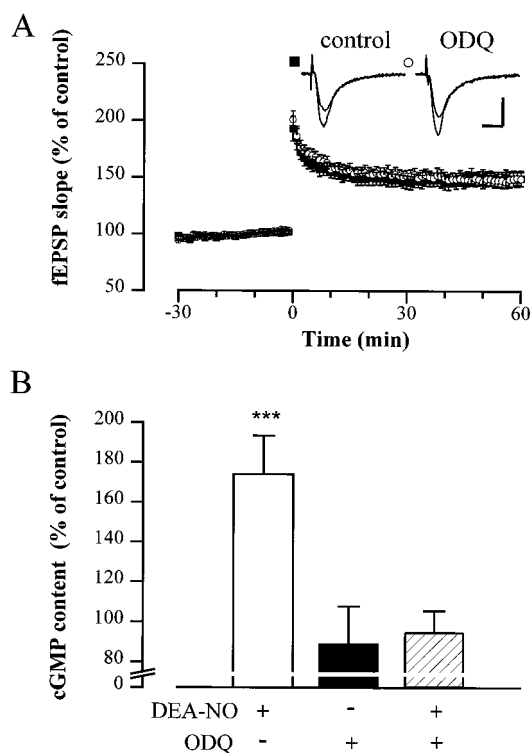 A
control ODQ
fEPSP slope (% of control)
250
200
150
100
50
-30 0 30 60
Time (min)
B
cGMP content (% of control)
200
180
160
140
120
100
80
0
***
DEA-NO + - +
ODQ - + +